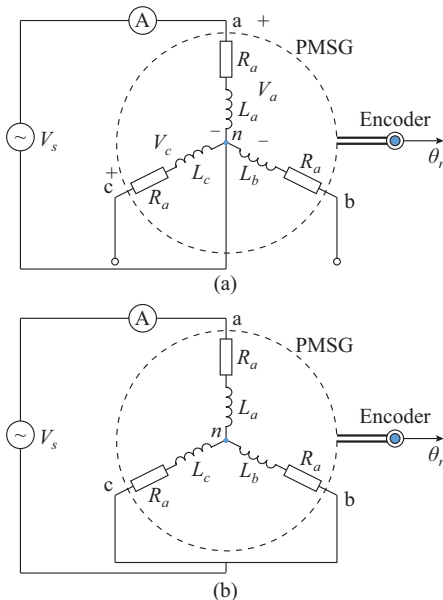 A
a +
PMSG
R_a
V_a
L_a
Encoder
~ V_s
V_c − n −
θ_r
+
c R_a L_c L_b R_a b
(a)
A
a
PMSG
R_a
L_a
Encoder
~ V_s
n
θ_r
c R_a L_c L_b R_a b
(b)